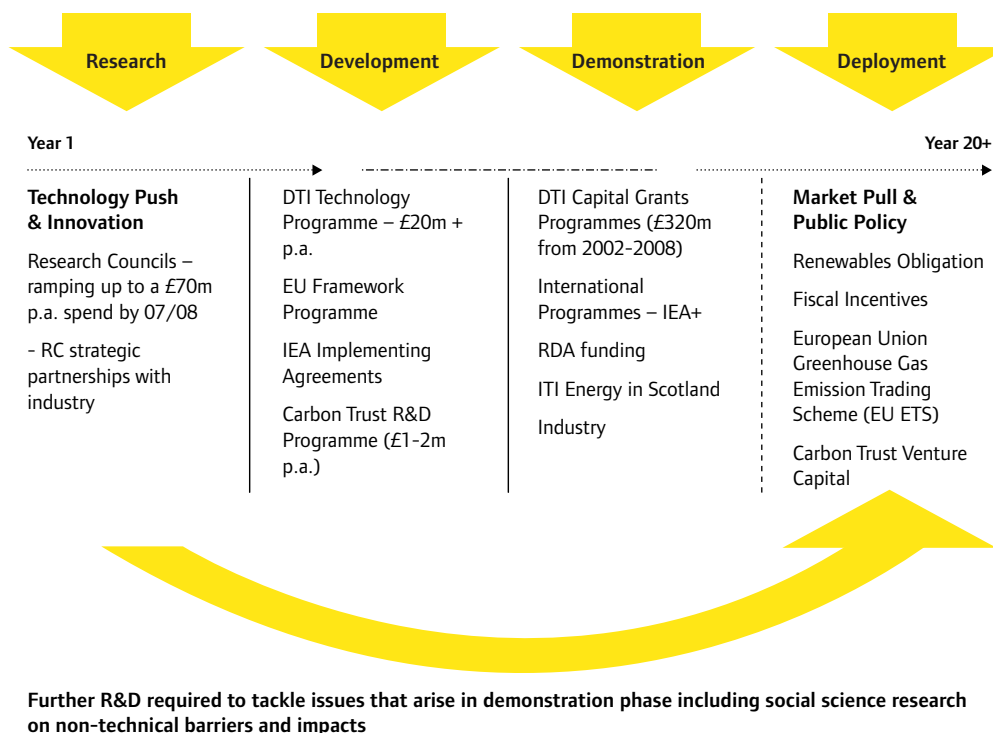 Research
Development
Demonstration
Deployment
Year 1
Year 20+
Technology Push
& Innovation
Research Councils –
ramping up to a £70m
p.a. spend by 07/08
- RC strategic
partnerships with
industry
DTI Technology
Programme – £20m +
p.a.
EU Framework
Programme
IEA Implementing
Agreements
Carbon Trust R&D
Programme (£1-2m
p.a.)
DTI Capital Grants
Programmes (£320m
from 2002-2008)
International
Programmes – IEA+
RDA funding
ITI Energy in Scotland
Industry
Market Pull &
Public Policy
Renewables Obligation
Fiscal Incentives
European Union
Greenhouse Gas
Emission Trading
Scheme (EU ETS)
Carbon Trust Venture
Capital
Further R&D required to tackle issues that arise in demonstration phase including social science research
on non-technical barriers and impacts